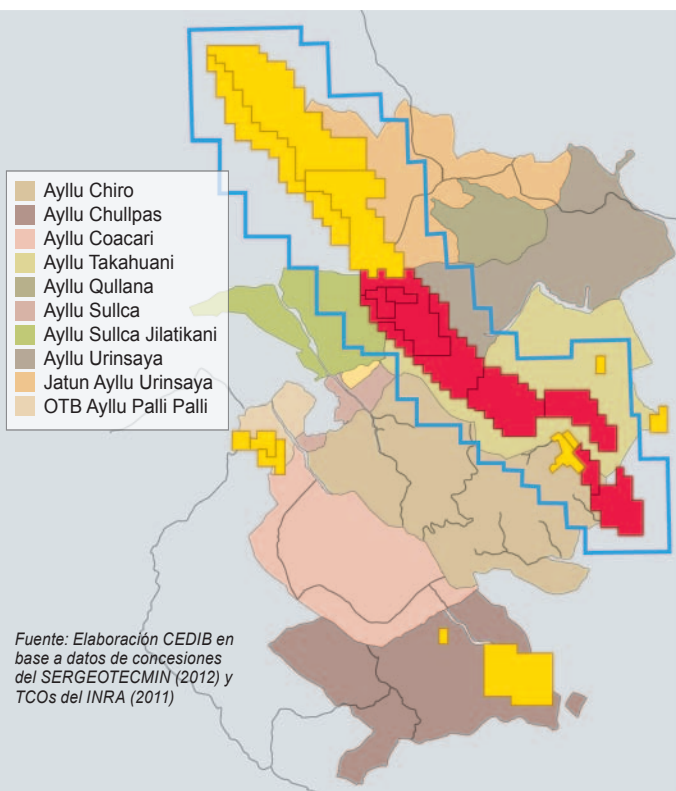 Ayllu Chiro
Ayllu Chullpas
Ayllu Coacari
Ayllu Takahuani
Ayllu Qullana
Ayllu Sullca
Ayllu Sullca Jilatikani
Ayllu Urinsaya
Jatun Ayllu Urinsaya
OTB Ayllu Palli Palli
Fuente: Elaboración CEDIB en
base a datos de concesiones
del SERGEOTECMIN (2012) y
TCOs del INRA (2011)